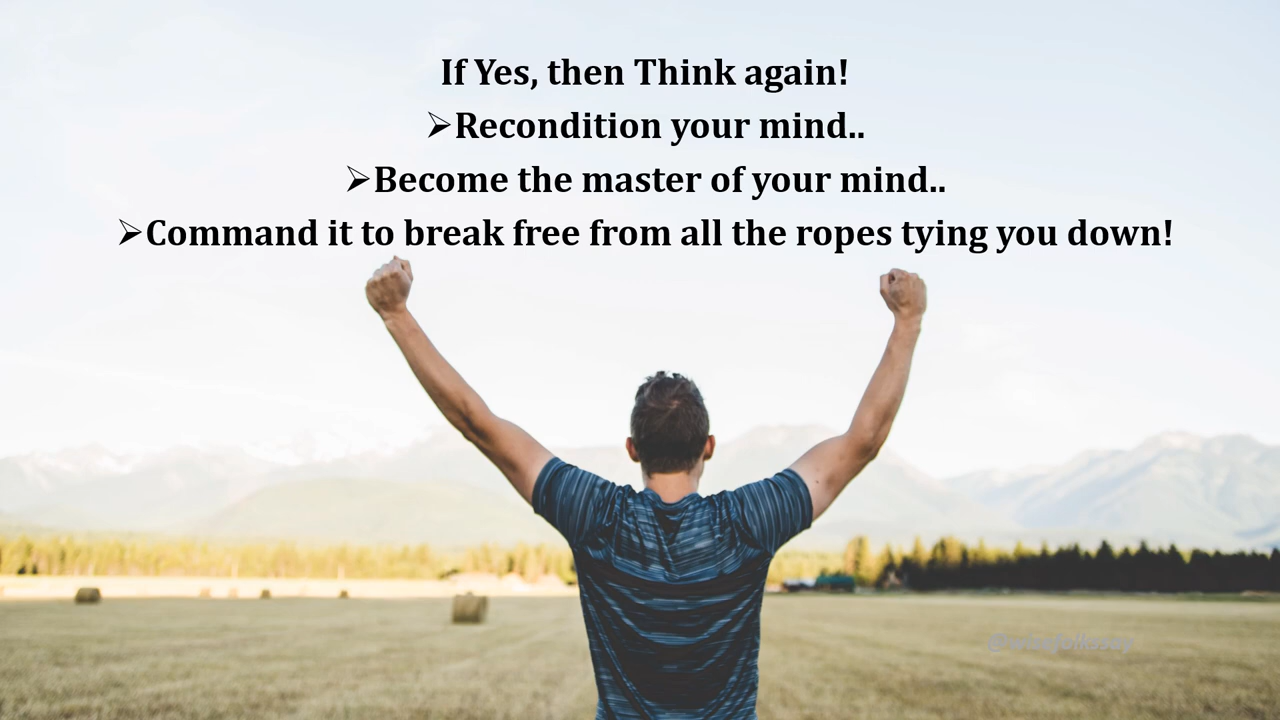 If Yes, then Think again!
➢Recondition your mind..
➢Become the master of your mind..
➢Command it to break free from all the ropes tying you down!
@wisefolkssay